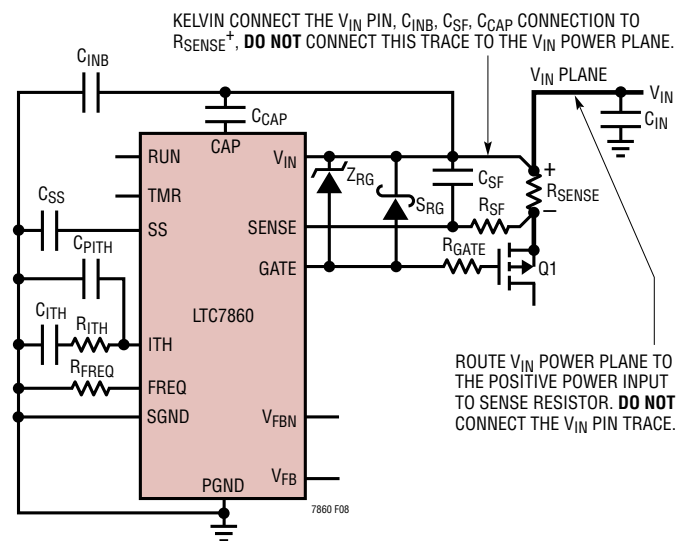 KELVIN CONNECT THE VIN PIN, CINB, CSF, CCAP CONNECTION TO
RSENSE+, DO NOT CONNECT THIS TRACE TO THE VIN POWER PLANE.
CINB
VIN PLANE
VIN
CIN
CCAP
CAP
RUN
VIN
ZRG
CSF
+
RSENSE
−
TMR
SRG
RSF
CSS
SS
SENSE
CPITH
GATE
RGATE
Q1
LTC7860
CITH
RITH
ITH
RFREQ
FREQ
SGND
VFBN
VFB
PGND
7860 F08
ROUTE VIN POWER PLANE TO
THE POSITIVE POWER INPUT
TO SENSE RESISTOR. DO NOT
CONNECT THE VIN PIN TRACE.